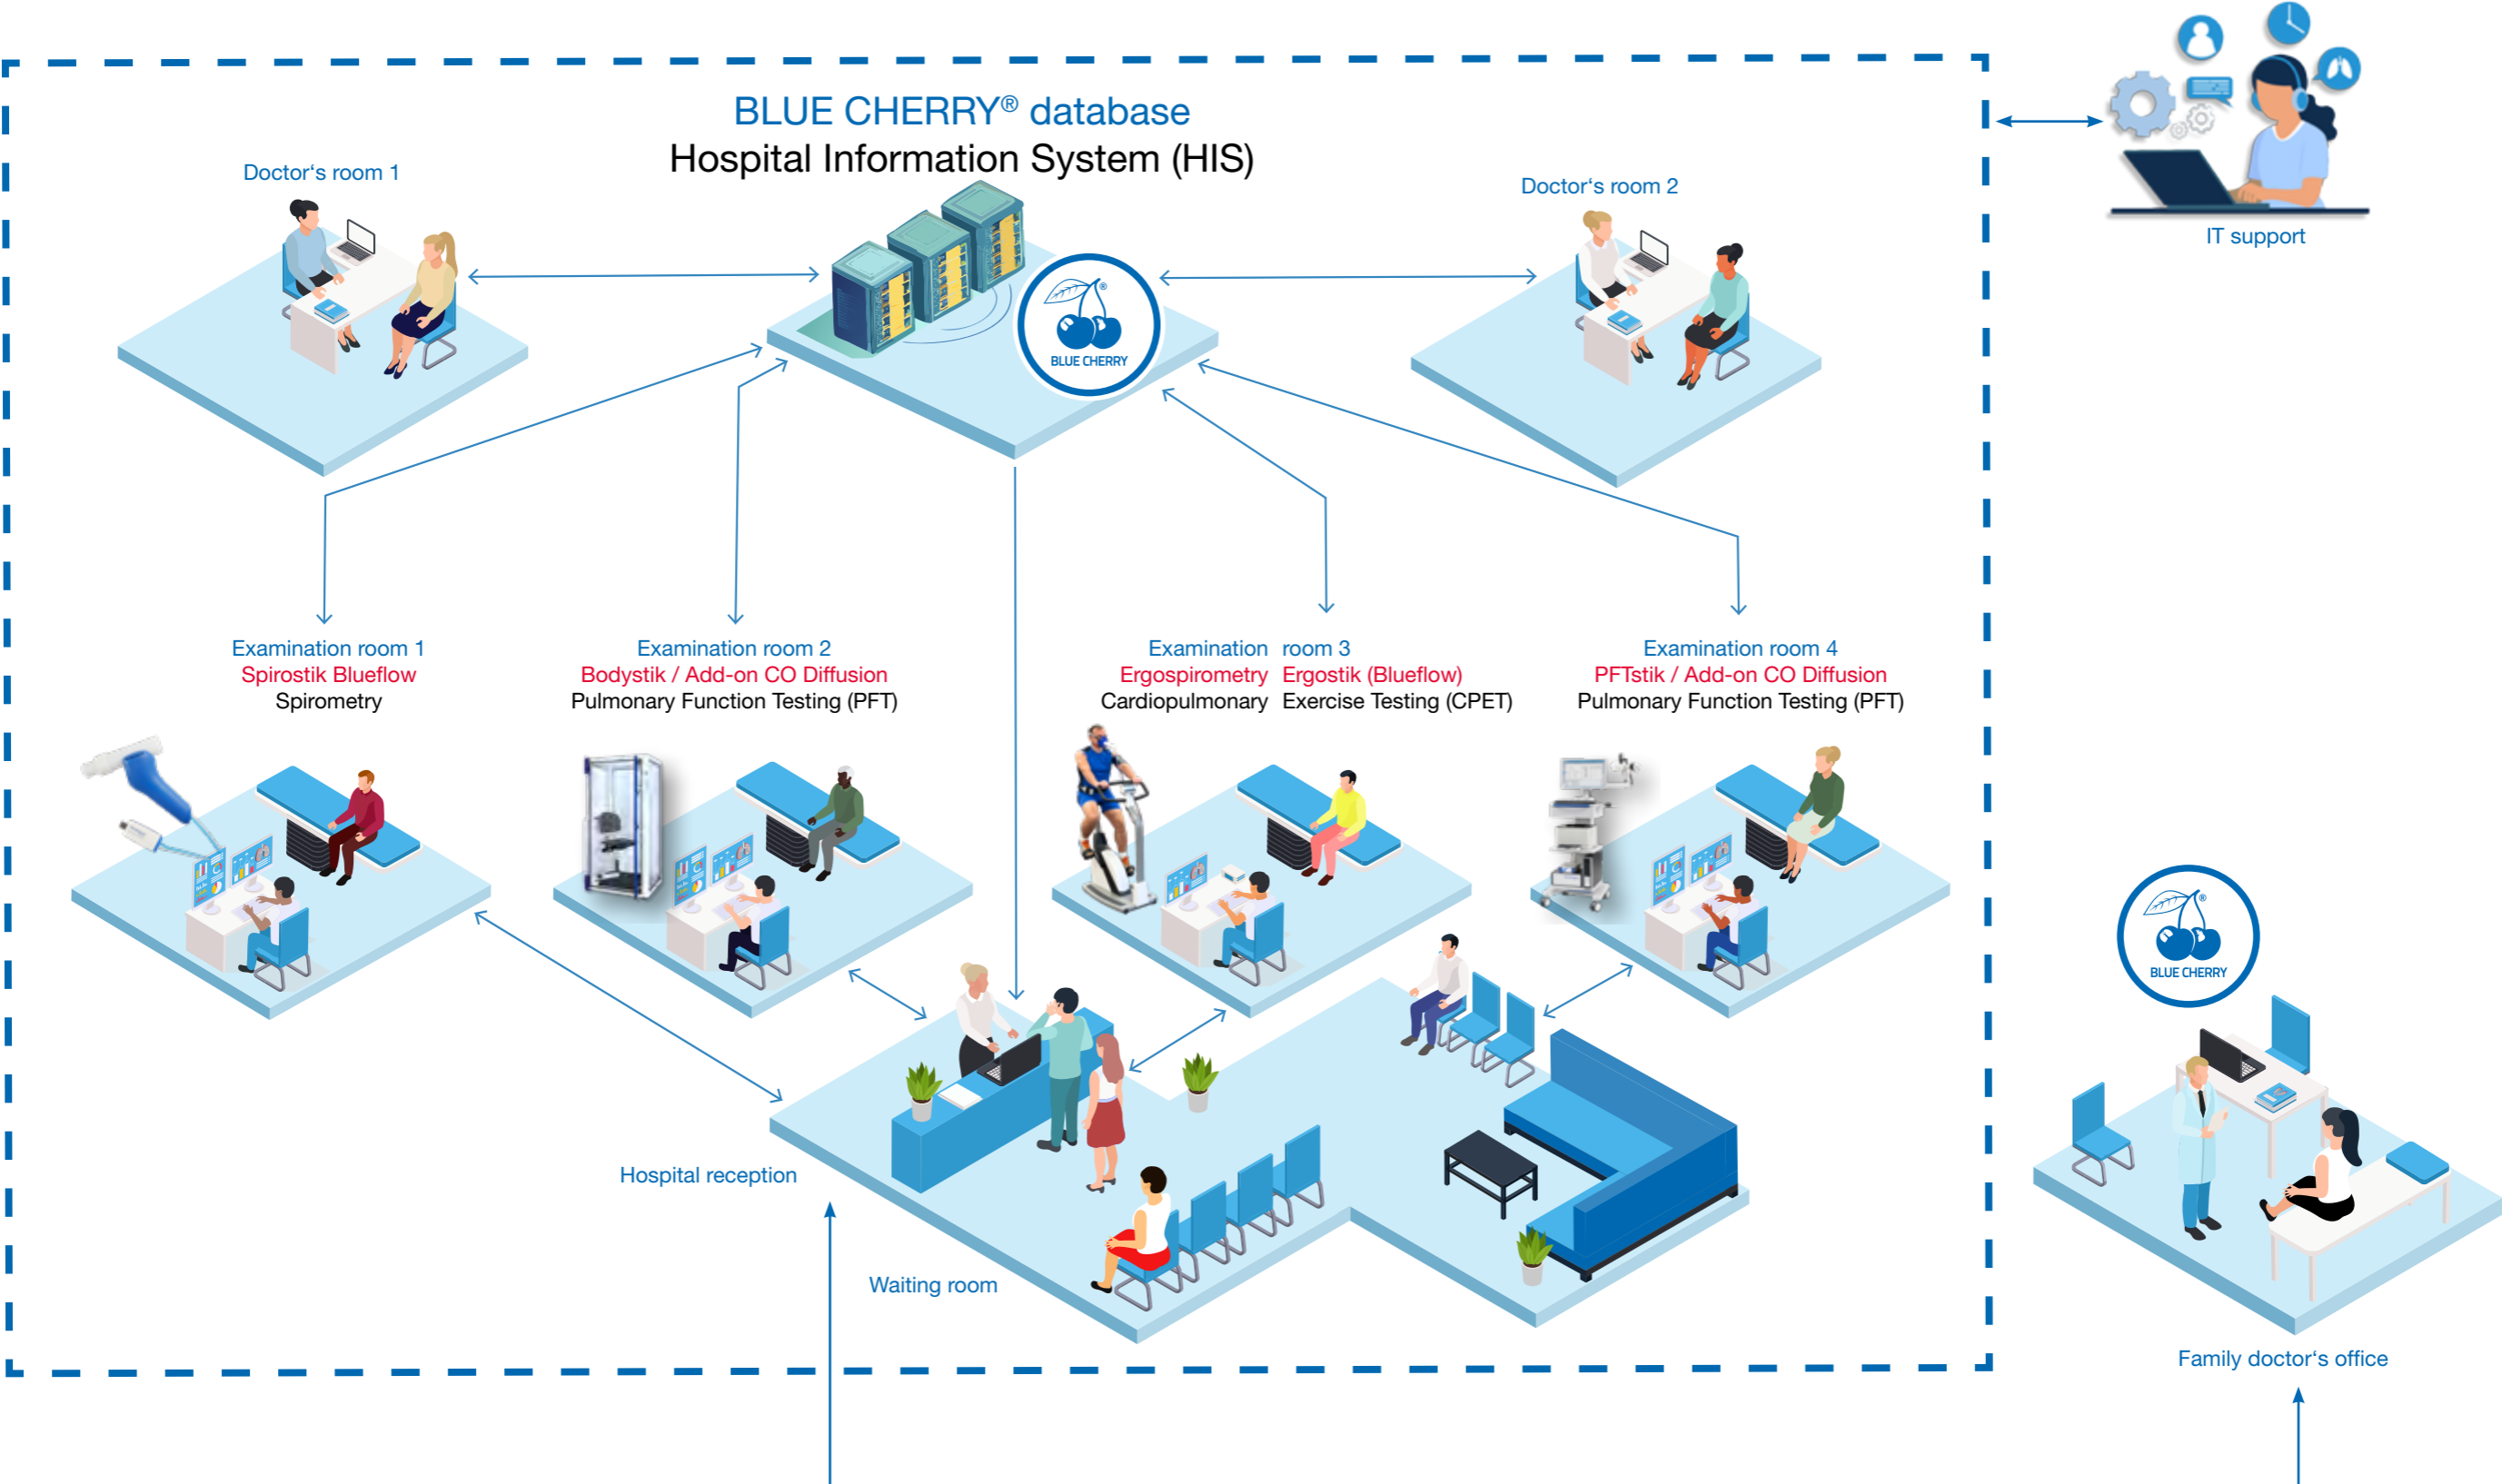 BLUE CHERRY® database
Hospital Information System (HIS)
Doctor‘s room 1
Doctor‘s room 2
IT support
®
BLUE CHERRY
Examination room 1
Spirostik Blueflow
Spirometry
Examination room 2
Bodystik / Add-on CO Diffusion
Pulmonary Function Testing (PFT)
Examination room 3
Ergospirometry Ergostik (Blueflow)
Cardiopulmonary Exercise Testing (CPET)
Examination room 4
PFTstik / Add-on CO Diffusion
Pulmonary Function Testing (PFT)
®
BLUE CHERRY
Hospital reception
Waiting room
Family doctor‘s office